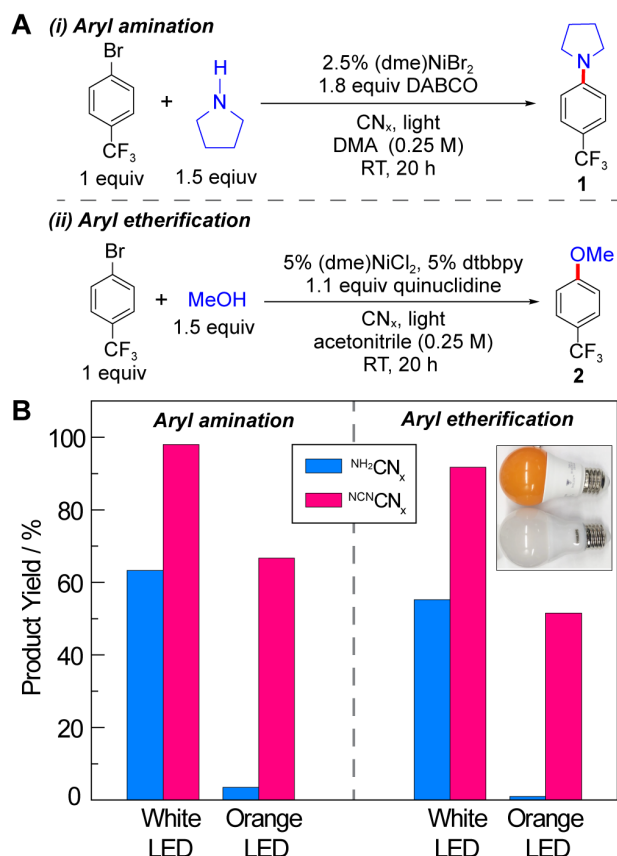 A
(i) Aryl amination
Br
CF3
1 equiv
+
H
N
1.5 eqiuv
2.5% (dme)NiBr2
1.8 equiv DABCO
CNx, light
DMA (0.25 M)
RT, 20 h
N
CF3
1
(ii) Aryl etherification
Br
CF3
1 equiv
+
MeOH
1.5 equiv
5% (dme)NiCl2, 5% dtbbpy
1.1 equiv quinuclidine
CNx, light
acetonitrile (0.25 M)
RT, 20 h
OMe
CF3
2
B
Aryl amination
Aryl etherification
NH2CNx
NCNCNx
Product Yield / %
100
80
60
40
20
0
White
LED
Orange
LED
White
LED
Orange
LED